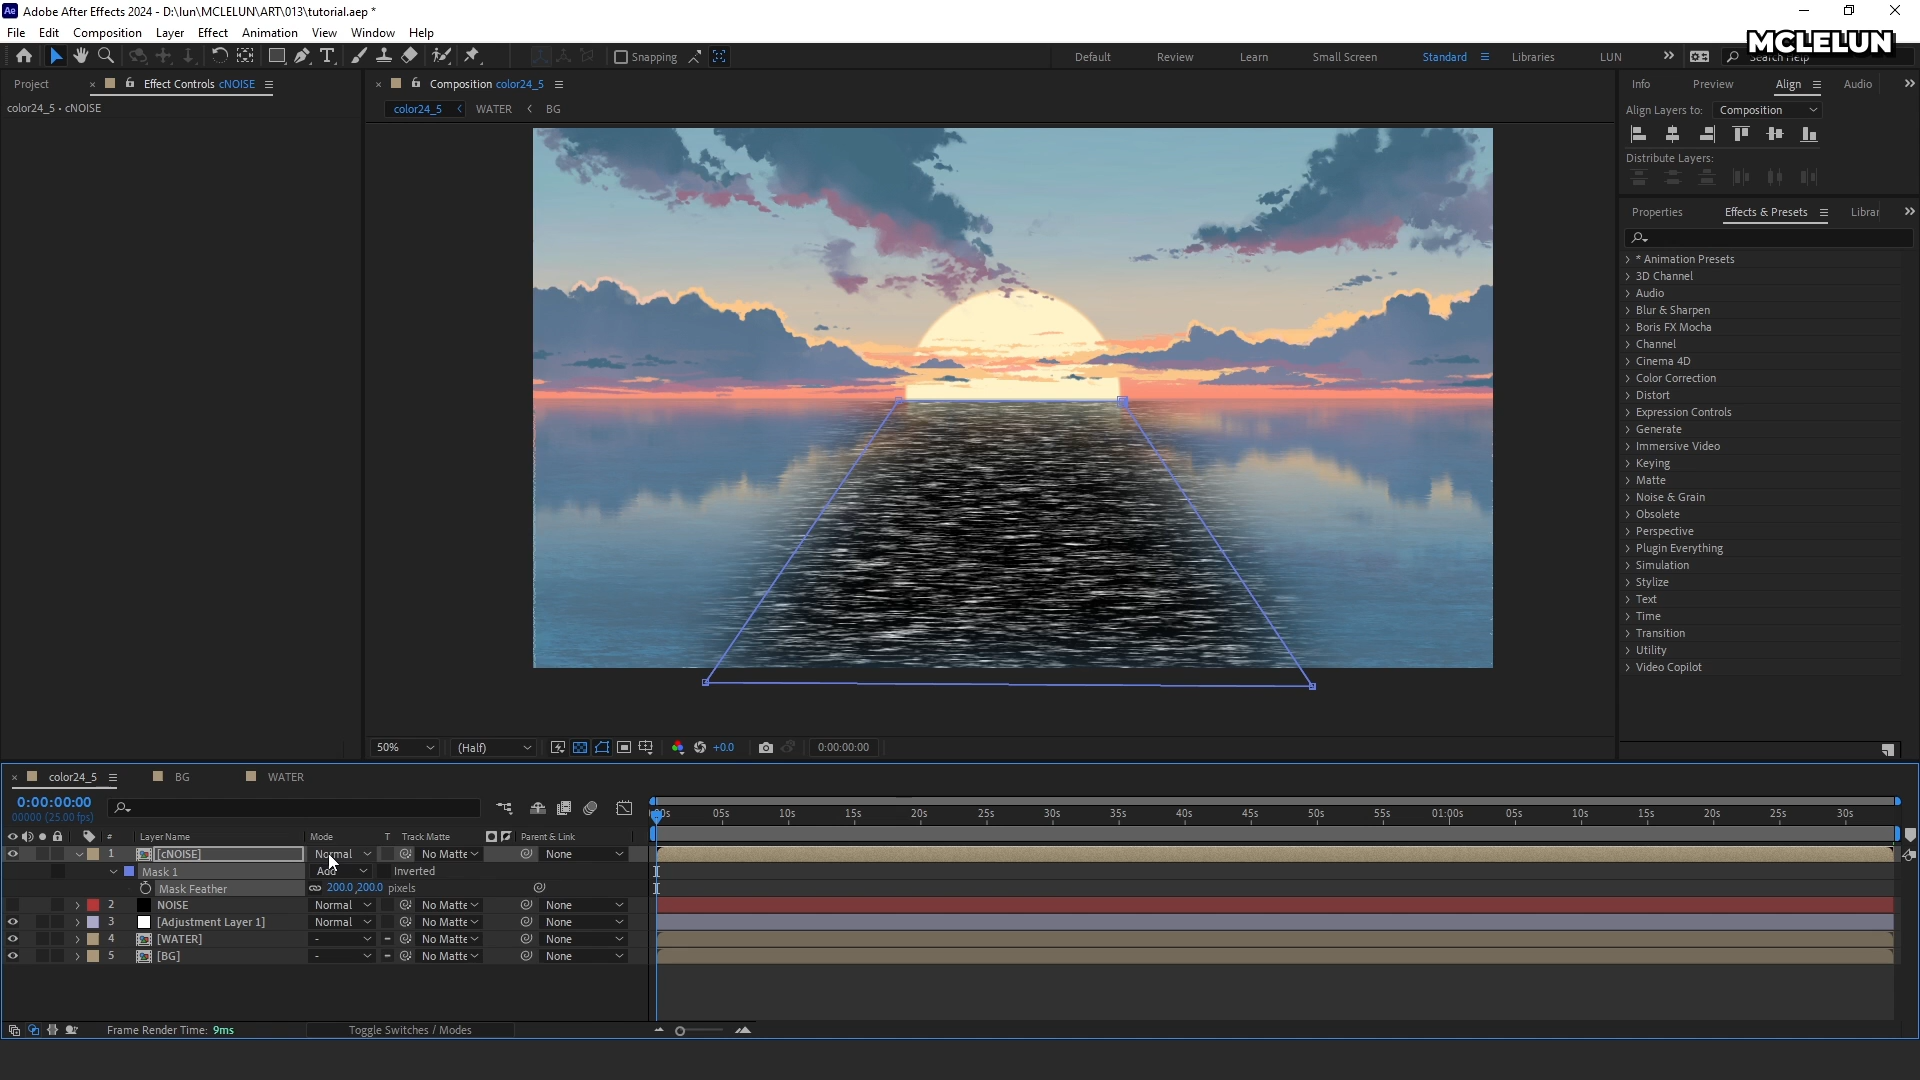 Ae Adobe After Effects 2024 - D:\lun\MCLELUN\ART\013\tutorial.aep *
File Edit Composition Layer Effect Animation View Window Help
Snapping Default Review Learn Small Screen Standard Libraries LUN Search Help
MCLELUN
Project Effect Controls cNOISE
color24_5 • cNOISE
Composition color24_5
color24_5 WATER BG
Info Preview Align Audio
Align Layers to: Composition
Distribute Layers:
Properties Effects & Presets Librar
* Animation Presets
3D Channel
Audio
Blur & Sharpen
Boris FX Mocha
Channel
Cinema 4D
Color Correction
Distort
Expression Controls
Generate
Immersive Video
Keying
Matte
Noise & Grain
Obsolete
Perspective
Plugin Everything
Simulation
Stylize
Text
Time
Transition
Utility
Video Copilot
50% (Half) +0.0 0:00:00:00
color24_5 BG WATER
0:00:00:00
00000 (25.00 fps)
# Layer Name Mode T Track Matte Parent & Link
05s 10s 15s 20s 25s 30s 35s 40s 45s 50s 55s 01:00s 05s 10s 15s 20s 25s 30s
1 [cNOISE] Normal No Matte None
Mask 1 Add Inverted
Mask Feather 200.0, 200.0 pixels
2 NOISE Normal No Matte None
3 [Adjustment Layer 1] Normal No Matte None
4 [WATER] - No Matte None
5 [BG] - No Matte None
Frame Render Time: 9ms Toggle Switches / Modes